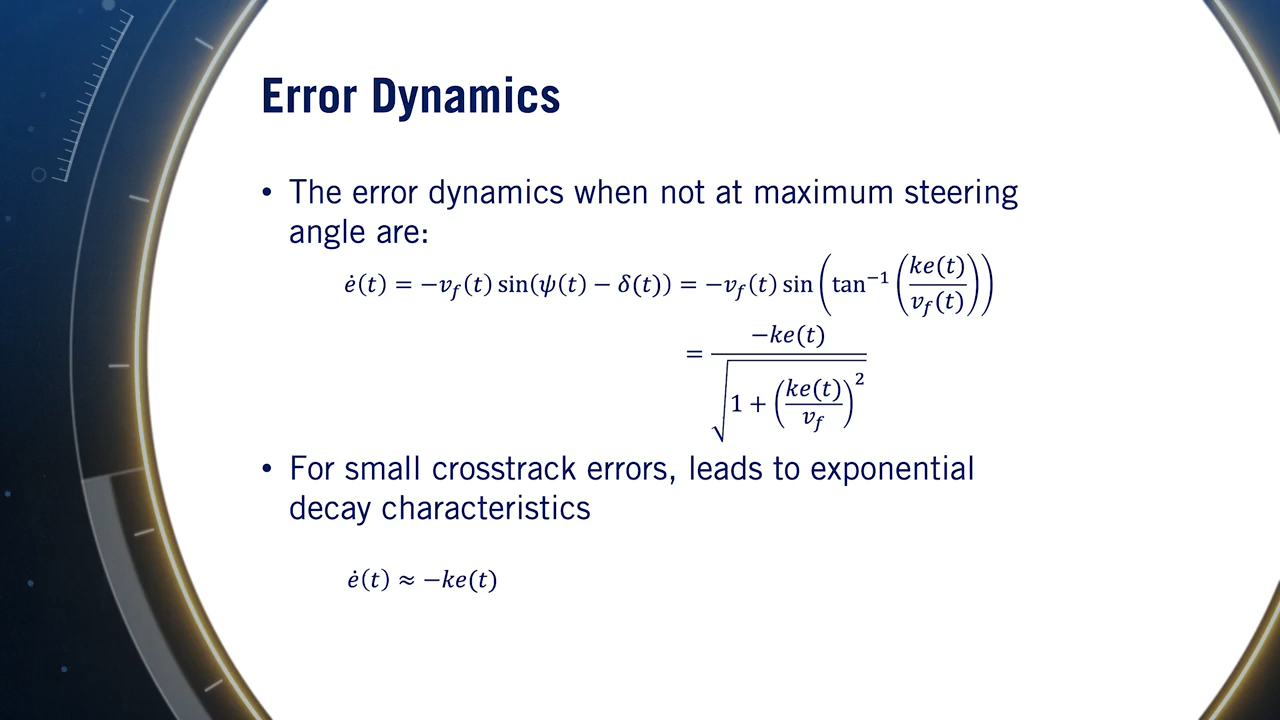 Error Dynamics
• The error dynamics when not at maximum steering
angle are:
ė(t) = −v_f(t) sin(ψ(t) − δ(t)) = −v_f(t) sin(tan⁻¹(ke(t)/v_f(t)))
= −ke(t)/√(1 + (ke(t)/v_f)²)
• For small crosstrack errors, leads to exponential
decay characteristics
ė(t) ≈ −ke(t)